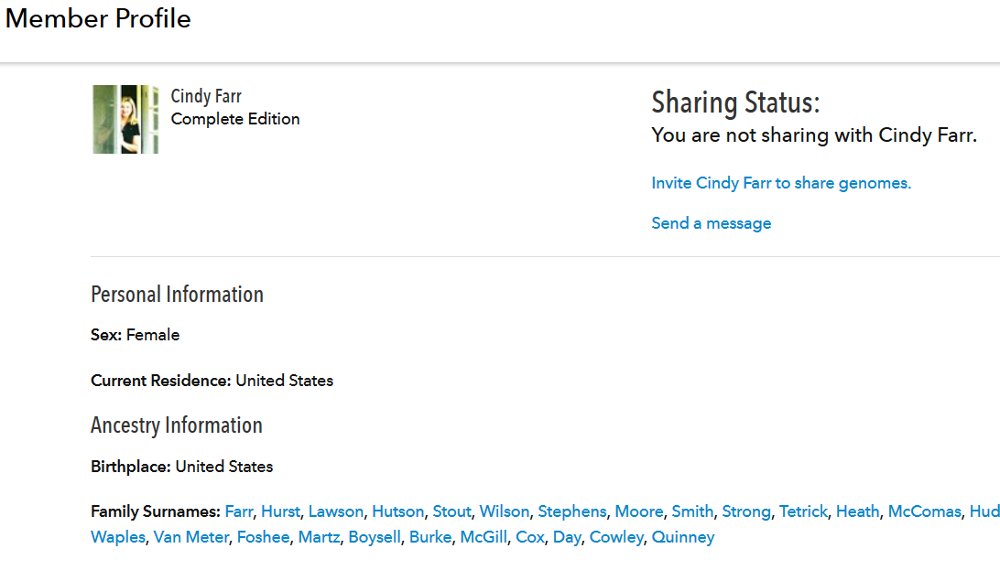 Member Profile
Cindy Farr
Complete Edition
Sharing Status:
You are not sharing with Cindy Farr.
Invite Cindy Farr to share genomes.
Send a message
Personal Information
Sex: Female
Current Residence: United States
Ancestry Information
Birthplace: United States
Family Surnames: Farr, Hurst, Lawson, Hutson, Stout, Wilson, Stephens, Moore, Smith, Strong, Tetrick, Heath, McComas,
Waples, Van Meter, Foshee, Martz, Boysell, Burke, McGill, Cox, Day, Cowley, Quinney